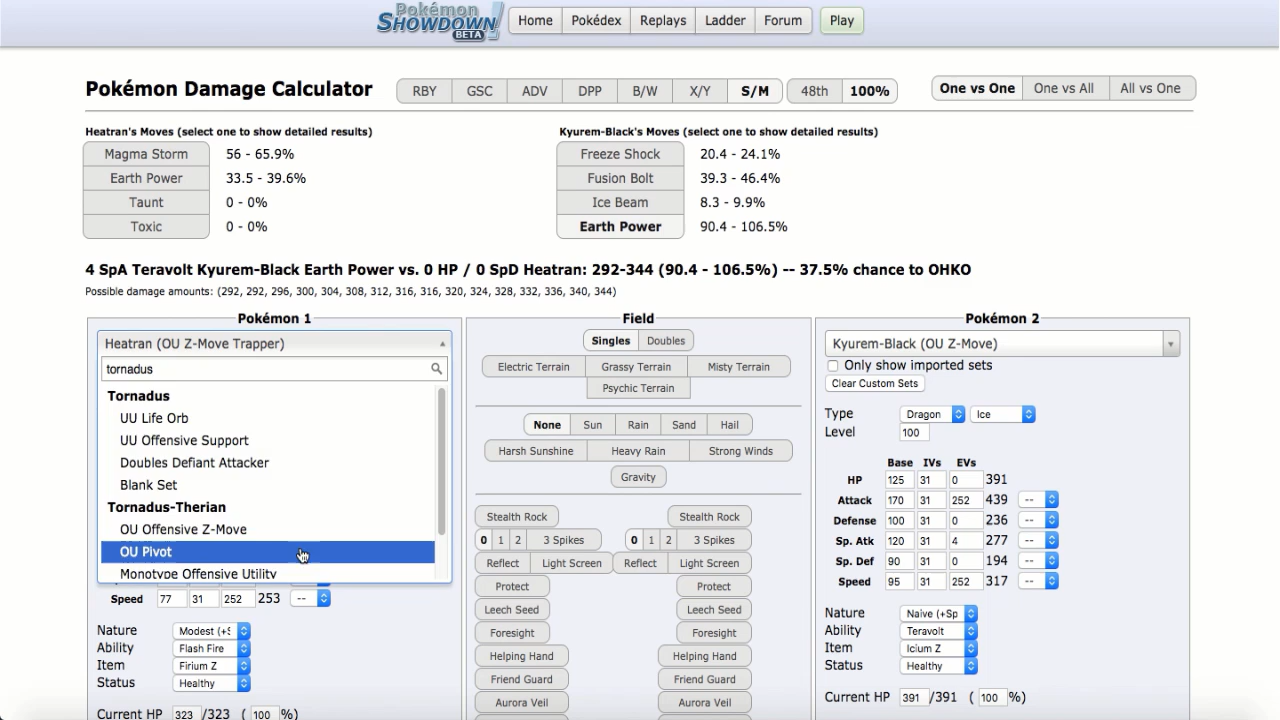 Pokémon
SHOWDOWN!
BETA
Home Pokédex Replays Ladder Forum Play
Pokémon Damage Calculator RBY GSC ADV DPP B/W X/Y S/M 48th 100% One vs One One vs All All vs One
Heatran's Moves (select one to show detailed results) Kyurem-Black's Moves (select one to show detailed results)
Magma Storm 56 - 65.9% Freeze Shock 20.4 - 24.1%
Earth Power 33.5 - 39.6% Fusion Bolt 39.3 - 46.4%
Taunt 0 - 0% Ice Beam 8.3 - 9.9%
Toxic 0 - 0% Earth Power 90.4 - 106.5%
4 SpA Teravolt Kyurem-Black Earth Power vs. 0 HP / 0 SpD Heatran: 292-344 (90.4 - 106.5%) -- 37.5% chance to OHKO
Possible damage amounts: (292, 292, 296, 300, 304, 308, 312, 316, 316, 320, 324, 328, 332, 336, 340, 344)
Pokémon 1
Heatran (OU Z-Move Trapper)
tornadus
Tornadus
UU Life Orb
UU Offensive Support
Doubles Defiant Attacker
Blank Set
Tornadus-Therian
OU Offensive Z-Move
OU Pivot
Monotype Offensive Utility
Speed 77 31 252 253 --
Nature Modest (+S
Ability Flash Fire
Item Firium Z
Status Healthy
Current HP 323 /323 ( 100 %)
Field
Singles Doubles
Electric Terrain Grassy Terrain Misty Terrain
Psychic Terrain
None Sun Rain Sand Hail
Harsh Sunshine Heavy Rain Strong Winds
Gravity
Stealth Rock Stealth Rock
0 1 2 3 Spikes 0 1 2 3 Spikes
Reflect Light Screen Reflect Light Screen
Protect Protect
Leech Seed Leech Seed
Foresight Foresight
Helping Hand Helping Hand
Friend Guard Friend Guard
Aurora Veil Aurora Veil
Pokémon 2
Kyurem-Black (OU Z-Move)
Only show imported sets
Clear Custom Sets
Type Dragon Ice
Level 100
Base IVs EVs
HP 125 31 0 391
Attack 170 31 252 439 --
Defense 100 31 0 236 --
Sp. Atk 120 31 4 277 --
Sp. Def 90 31 0 194 --
Speed 95 31 252 317 --
Nature Naive (+Sp
Ability Teravolt
Item Icium Z
Status Healthy
Current HP 391 /391 ( 100 %)